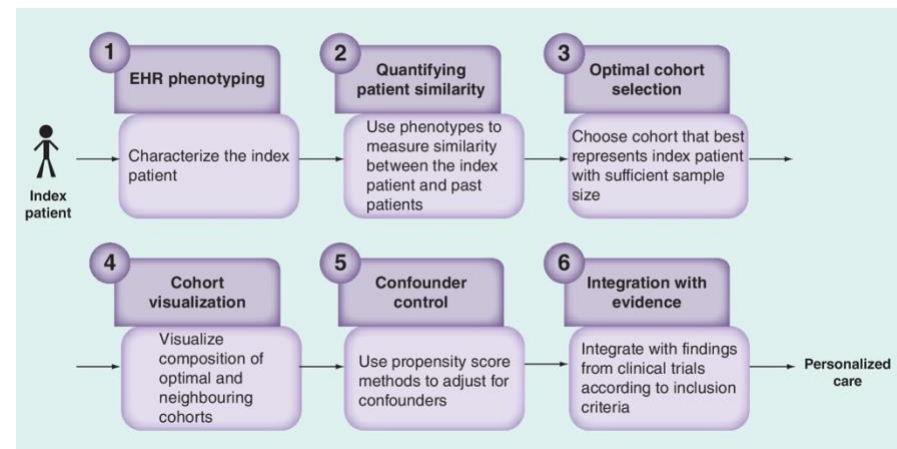 1
EHR phenotyping
Characterize the index
patient
2
Quantifying
patient similarity
Use phenotypes to
measure similarity
between the index
patient and past
patients
3
Optimal cohort
selection
Choose cohort that best
represents index patient
with sufficient sample
size
Index
patient
4
Cohort
visualization
Visualize
composition of
optimal and
neighbouring
cohorts
5
Confounder
control
Use propensity score
methods to adjust for
confounders
6
Integration with
evidence
Integrate with findings
from clinical trials
according to inclusion
criteria
Personalized
care